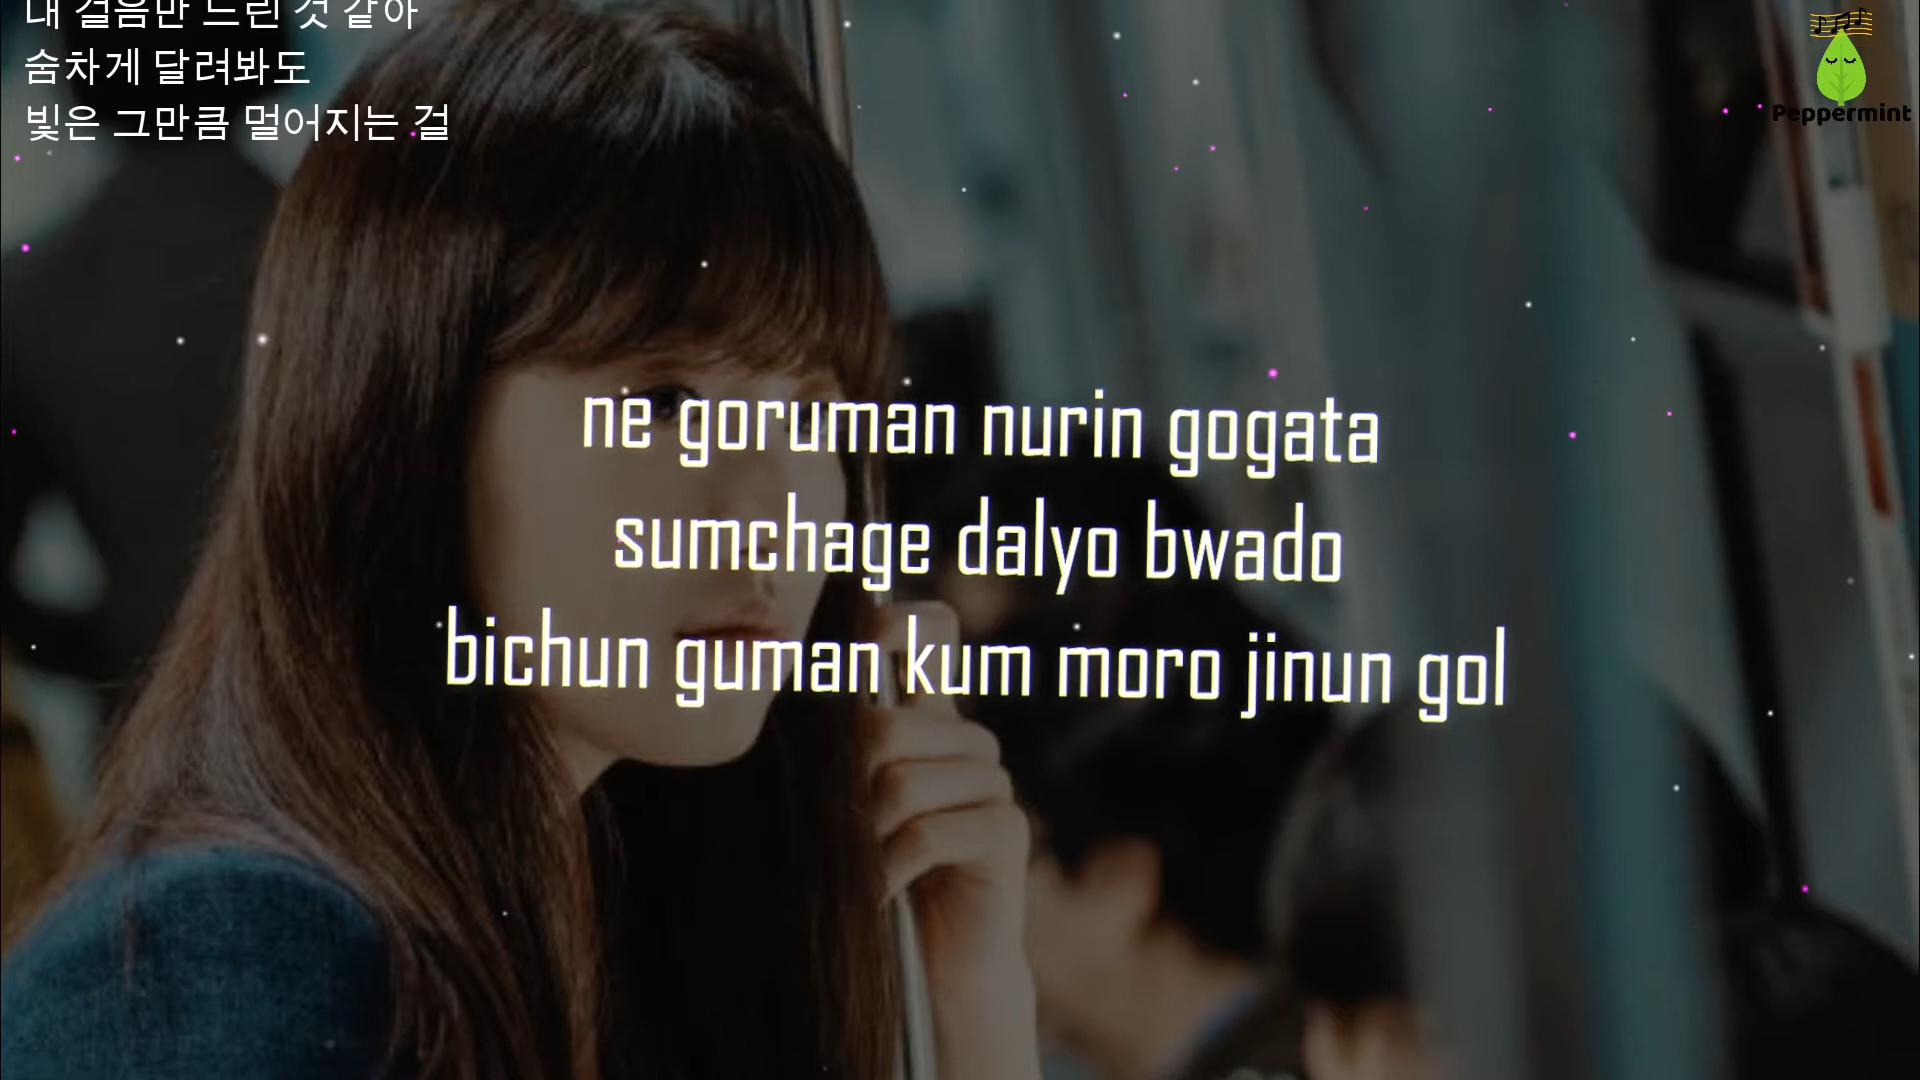 내 걸음만 느린 것 같아
숨차게 달려봐도
빛은 그만큼 멀어지는 걸
Peppermint
ne goruman nurin gogata
sumchage dalyo bwado
bichun guman kum moro jinun gol